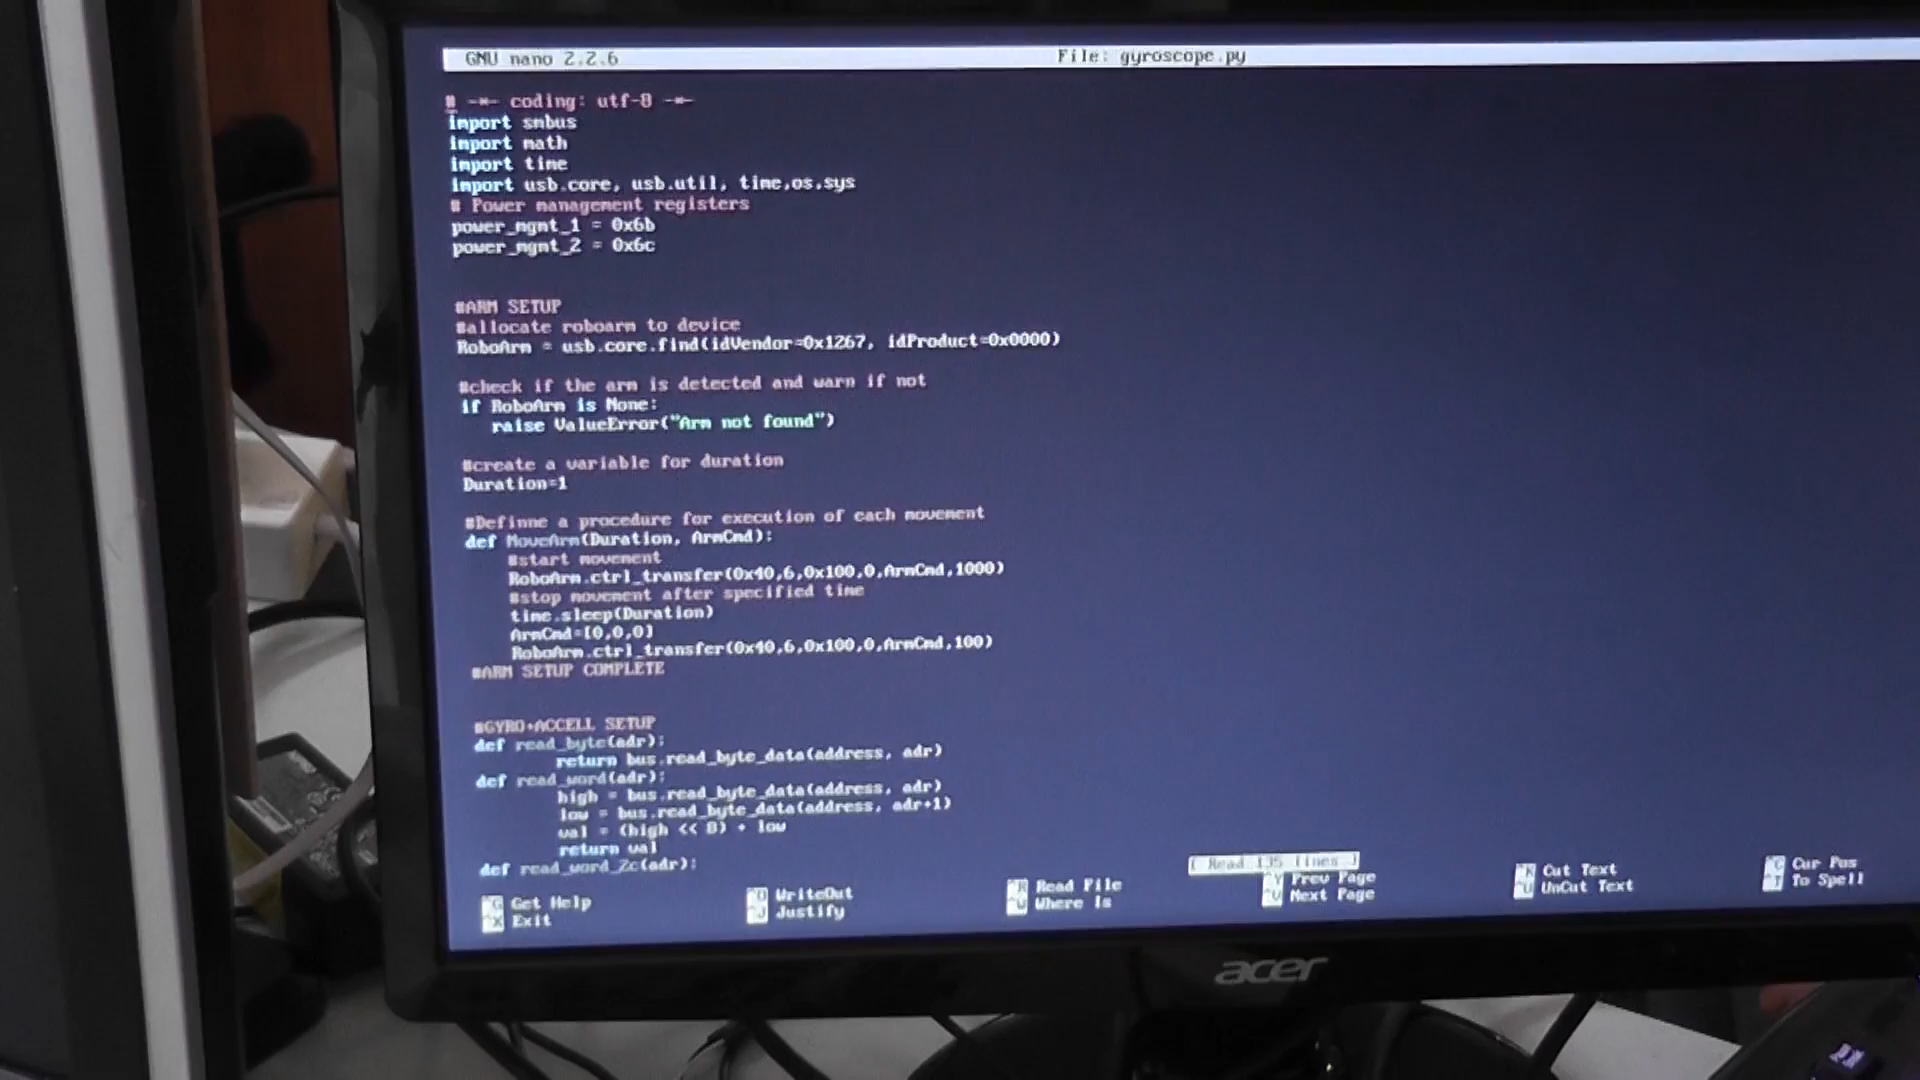 GNU nano 2.2.6 File: gyroscope.py
# -*- coding: utf-8 -*-
import smbus
import math
import time
import usb.core, usb.util, time,os,sys
# Power management registers
power_mgmt_1 = 0x6b
power_mgmt_2 = 0x6c
#ARM SETUP
#allocate roboarm to device
RoboArm = usb.core.find(idVendor=0x1267, idProduct=0x0000)
#check if the arm is detected and warn if not
if RoboArm is None:
raise ValueError("Arm not found")
#create a variable for duration
Duration=1
#Definne a procedure for execution of each movement
def MoveArm(Duration, ArmCmd):
#start movement
RoboArm.ctrl_transfer(0x40,6,0x100,0,ArmCmd,1000)
#stop movement after specified time
time.sleep(Duration)
ArmCmd=[0,0,0]
RoboArm.ctrl_transfer(0x40,6,0x100,0,ArmCmd,100)
#ARM SETUP COMPLETE
#GYRO+ACCELL SETUP
def read_byte(adr):
return bus.read_byte_data(address, adr)
def read_word(adr):
high = bus.read_byte_data(address, adr)
low = bus.read_byte_data(address, adr+1)
val = (high << 8) + low
return val
def read_word_2c(adr):
[ Read 135 lines ]
^G Get Help ^O WriteOut ^R Read File ^Y Prev Page ^K Cut Text ^C Cur Pos
^X Exit ^J Justify ^W Where Is ^V Next Page ^U UnCut Text ^T To Spell
acer